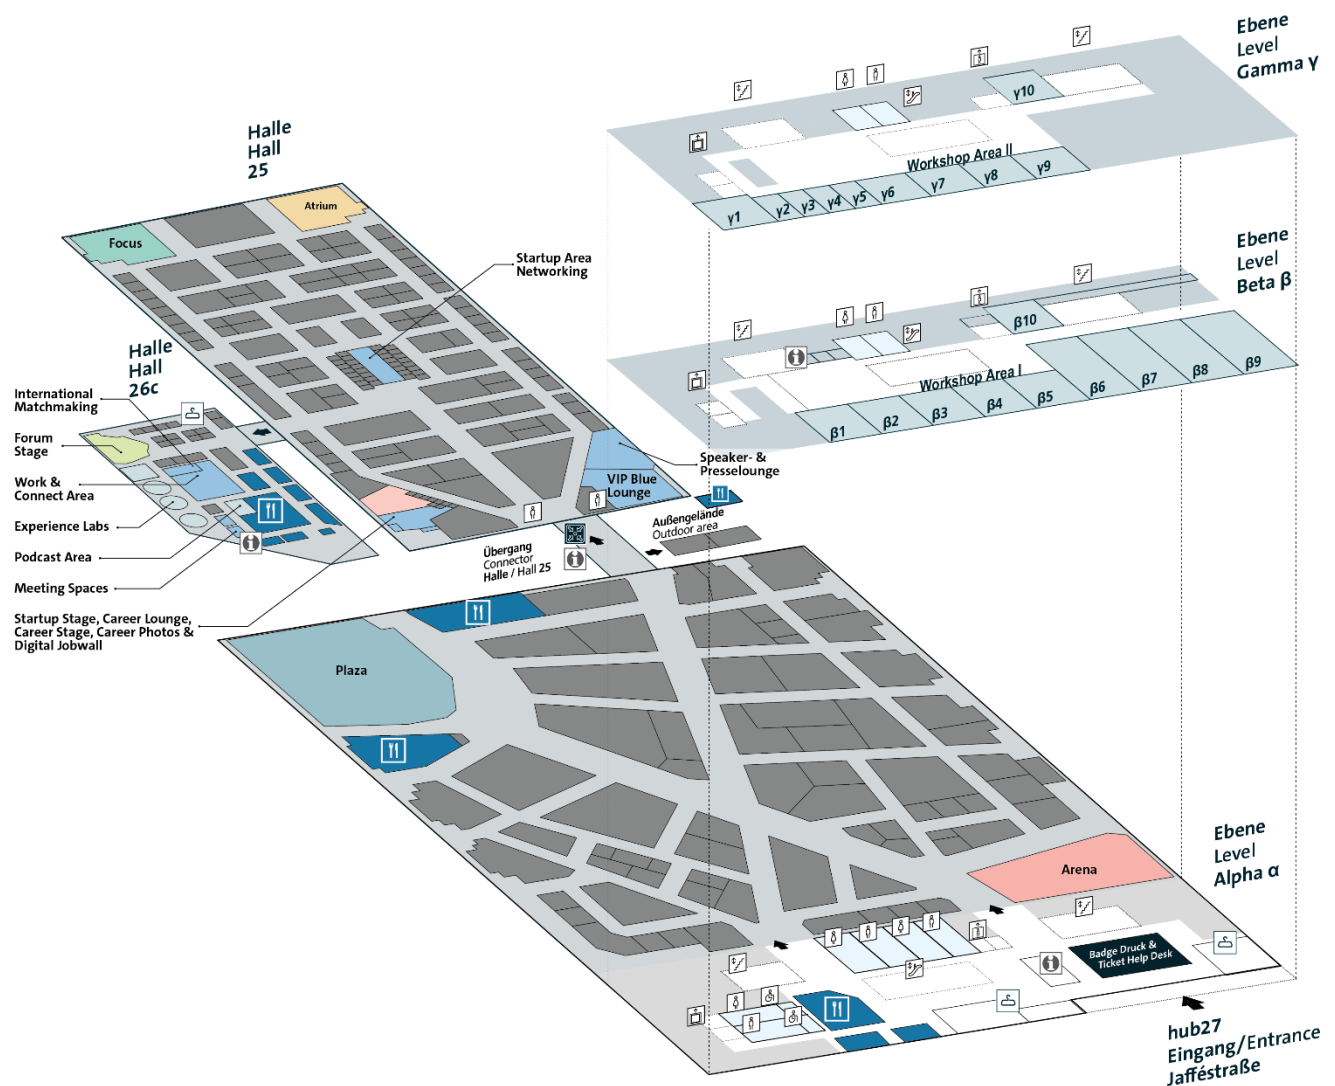 Ebene
Level
Gamma γ
γ10
Workshop Area II
γ1
γ2
γ3
γ4
γ5
γ6
γ7
γ8
γ9
Halle
Hall
25
Atrium
Focus
Startup Area
Networking
Ebene
Level
Beta β
β10
Workshop Area I
β1
β2
β3
β4
β5
β6
β7
β8
β9
Halle
Hall
26c
International
Matchmaking
Forum
Stage
Work &
Connect Area
Experience Labs
Podcast Area
Meeting Spaces
Startup Stage, Career Lounge,
Career Stage, Career Photos &
Digital Jobwall
Speaker- &
Presselounge
VIP Blue
Lounge
Außengelände
Outdoor area
Übergang
Connector
Halle / Hall 25
Plaza
Arena
Ebene
Level
Alpha α
Badge Druck &
Ticket Help Desk
hub27
Eingang/Entrance
Jafféstraße